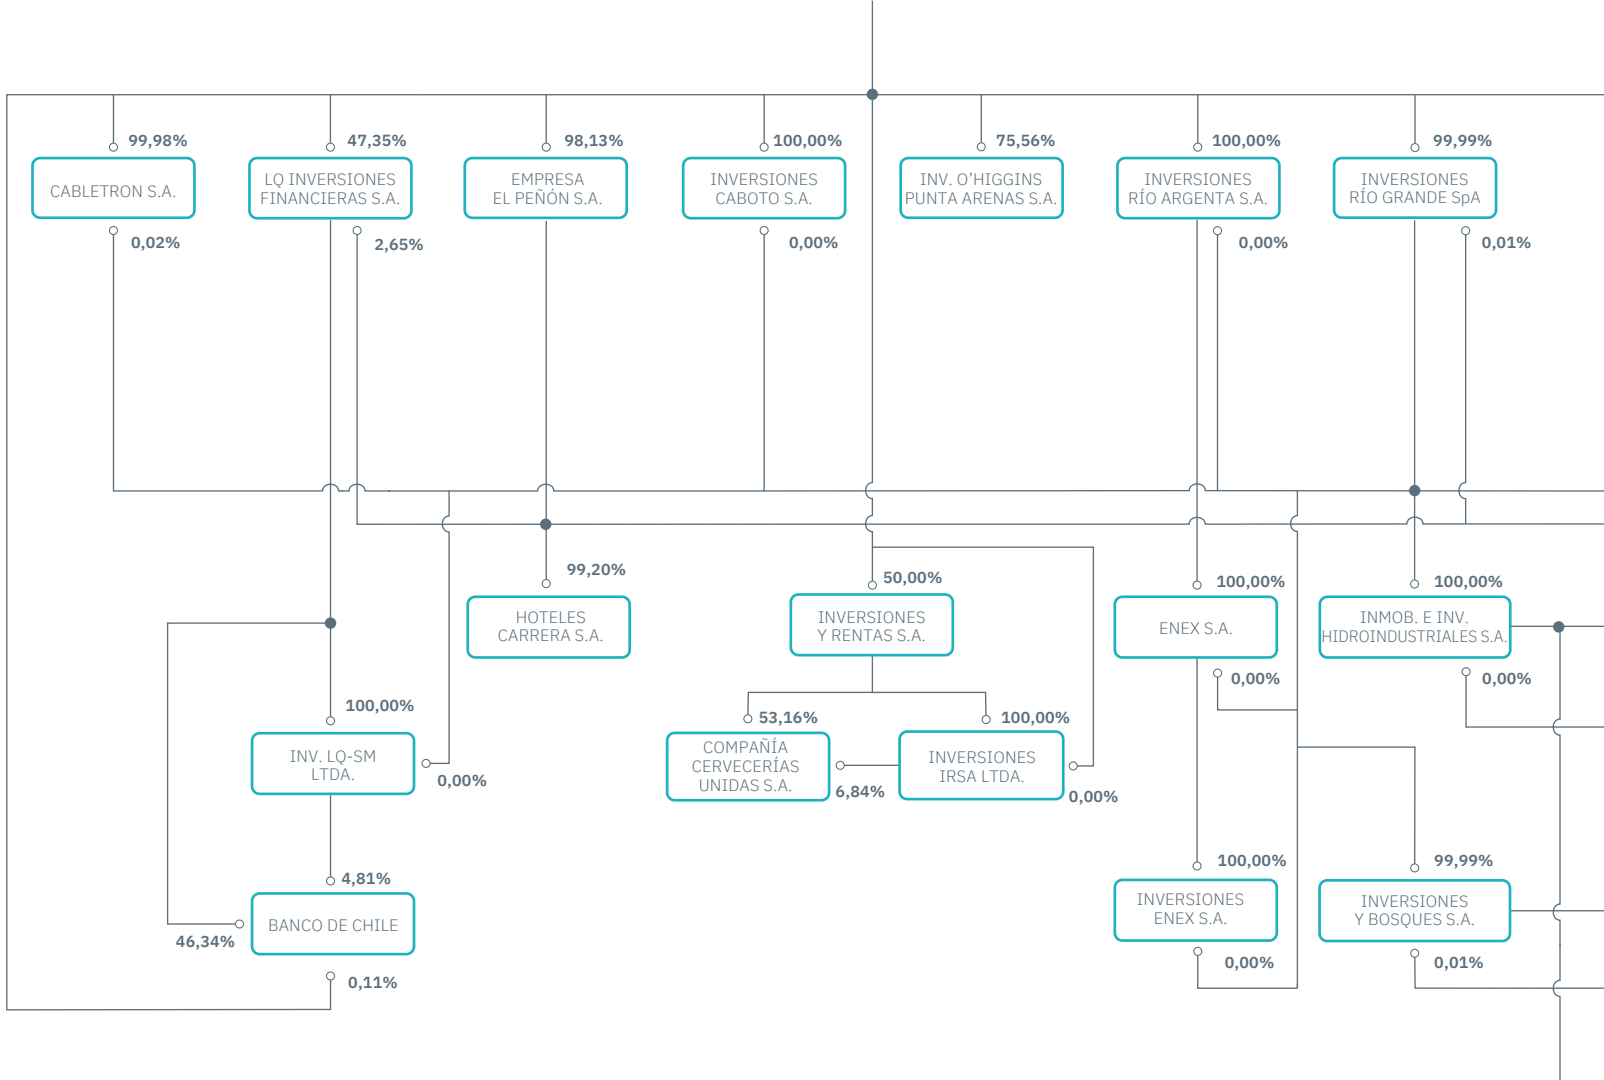 99,98%
47,35%
98,13%
100,00%
75,56%
100,00%
99,99%
CABLETRON S.A.
LQ INVERSIONES
FINANCIERAS S.A.
EMPRESA
EL PEÑÓN S.A.
INVERSIONES
CABOTO S.A.
INV. O’HIGGINS
PUNTA ARENAS S.A.
INVERSIONES
RÍO ARGENTA S.A.
INVERSIONES
RÍO GRANDE SpA
0,02%
2,65%
0,00%
0,00%
0,01%
99,20%
50,00%
100,00%
100,00%
HOTELES
CARRERA S.A.
INVERSIONES
Y RENTAS S.A.
ENEX S.A.
INMOB. E INV.
HIDROINDUSTRIALES S.A.
0,00%
0,00%
100,00%
53,16%
100,00%
INV. LQ-SM
LTDA.
COMPAÑÍA
CERVECERÍAS
UNIDAS S.A.
INVERSIONES
IRSA LTDA.
0,00%
6,84%
0,00%
4,81%
100,00%
99,99%
BANCO DE CHILE
INVERSIONES
ENEX S.A.
INVERSIONES
Y BOSQUES S.A.
46,34%
0,11%
0,00%
0,01%